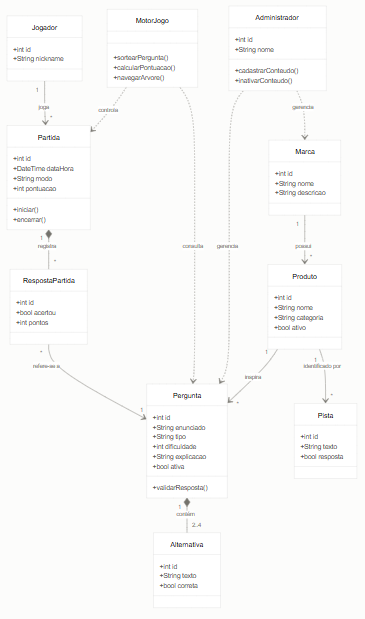 Jogador
+int id
+String nickname
MotorJogo
+sortearPergunta()
+calcularPontuacao()
+navegarArvore()
Administrador
+int id
+String nome
+cadastrarConteudo()
+inativarConteudo()
1
joga
*
controla
gerencia
Partida
+int id
+DateTime dataHora
+String modo
+int pontuacao
+iniciar()
+encerrar()
Marca
+int id
+String nome
+String descricao
1
registra
*
consulta
gerencia
1
possui
*
RespostaPartida
+int id
+bool acertou
+int pontos
Produto
+int id
+String nome
+String categoria
+bool ativo
*
refere-se a
1
1
inspira
*
1
identificado por
*
Pergunta
+int id
+String enunciado
+String tipo
+int dificuldade
+String explicacao
+bool ativa
+validarResposta()
Pista
+int id
+String texto
+bool resposta
1
contém
2..4
Alternativa
+int id
+String texto
+bool correta